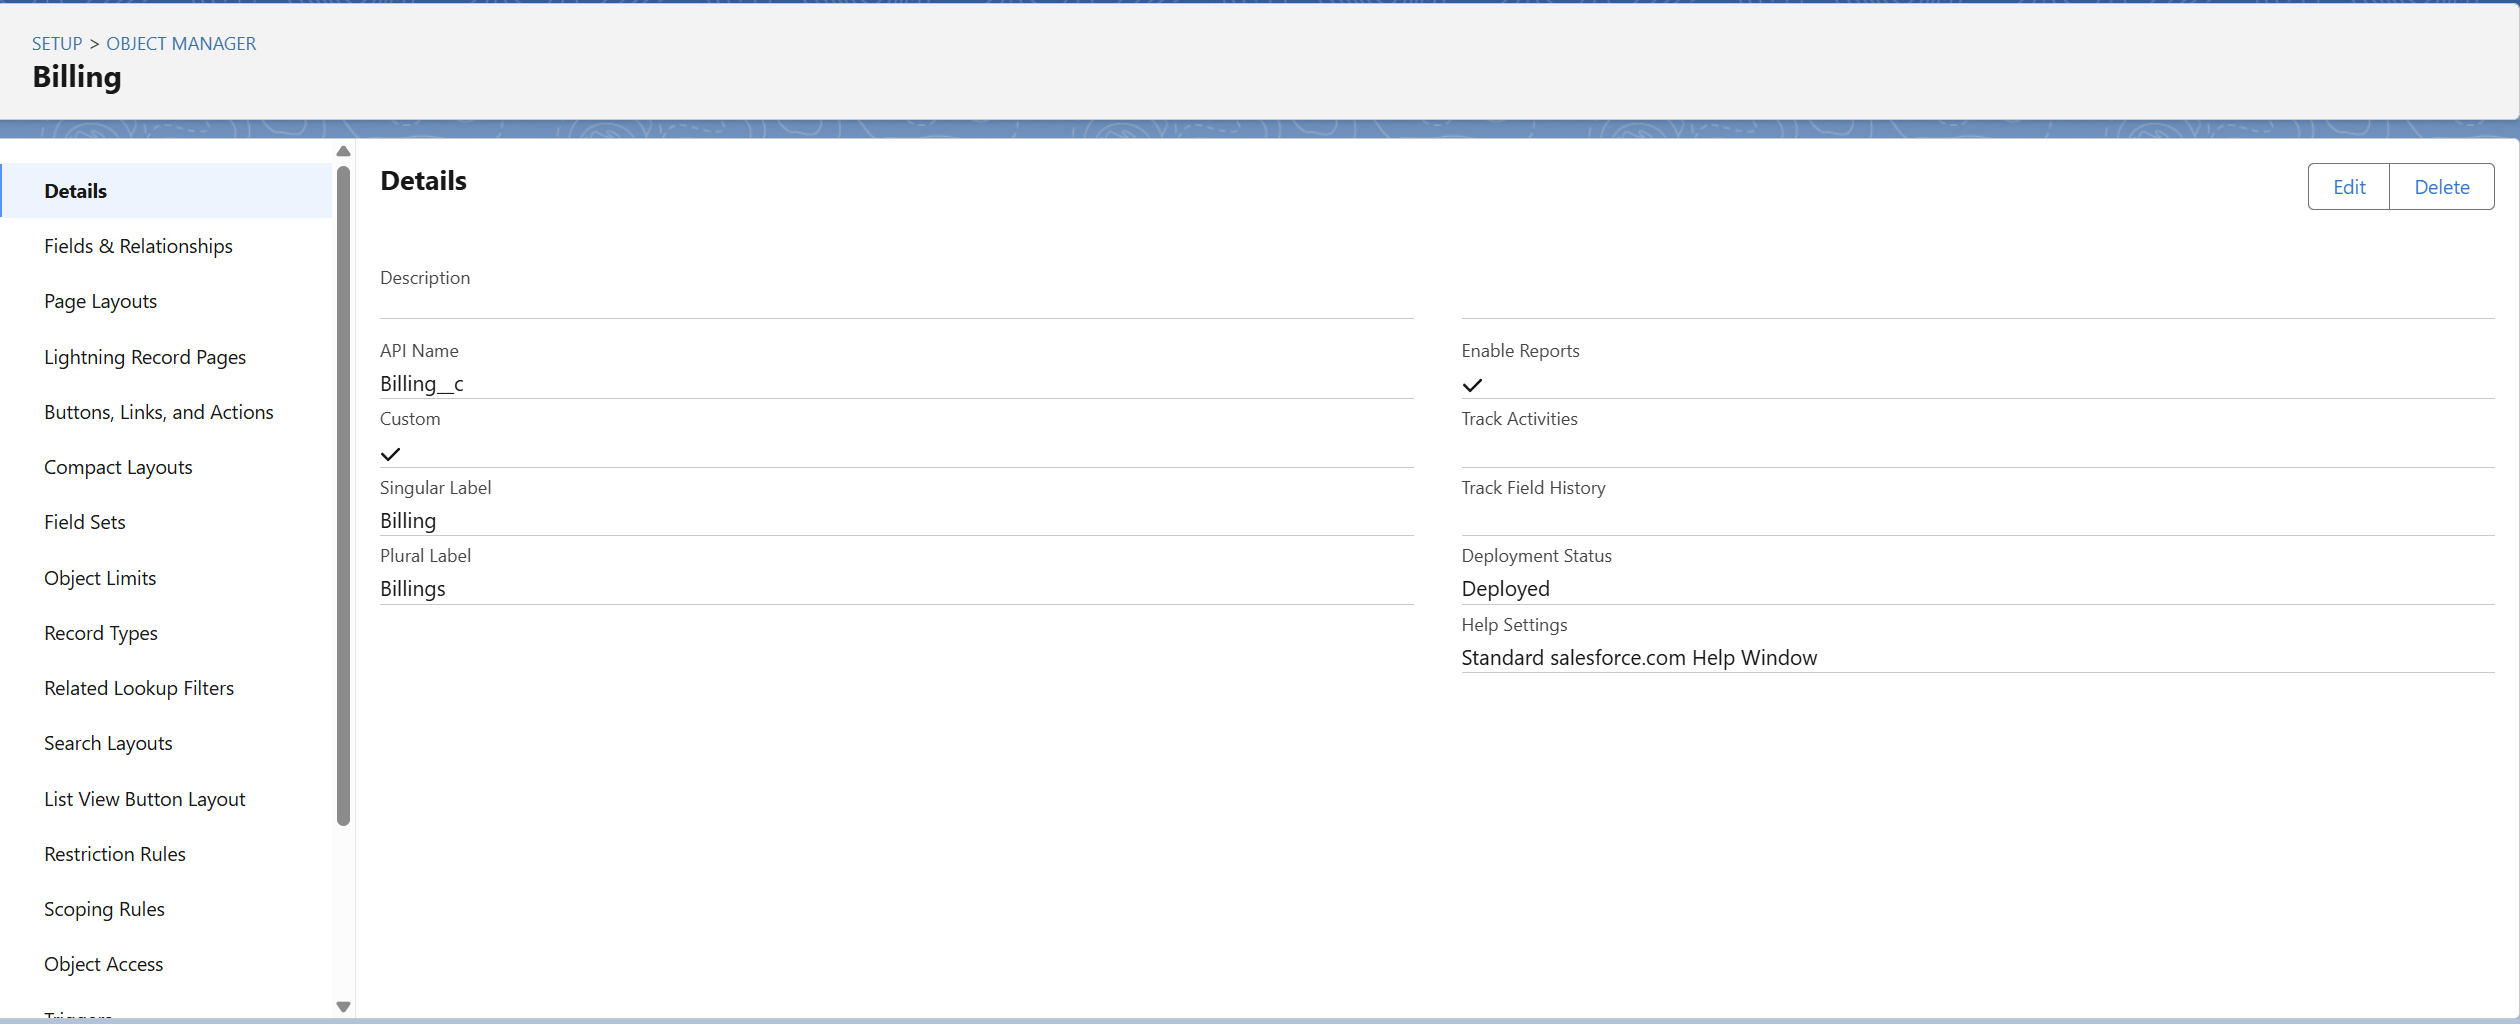 SETUP > OBJECT MANAGER
Billing
Details
Fields & Relationships
Page Layouts
Lightning Record Pages
Buttons, Links, and Actions
Compact Layouts
Field Sets
Object Limits
Record Types
Related Lookup Filters
Search Layouts
List View Button Layout
Restriction Rules
Scoping Rules
Object Access
Triggers
Details
Edit
Delete
Description
API Name
Billing__c
Custom
Singular Label
Billing
Plural Label
Billings
Enable Reports
Track Activities
Track Field History
Deployment Status
Deployed
Help Settings
Standard salesforce.com Help Window